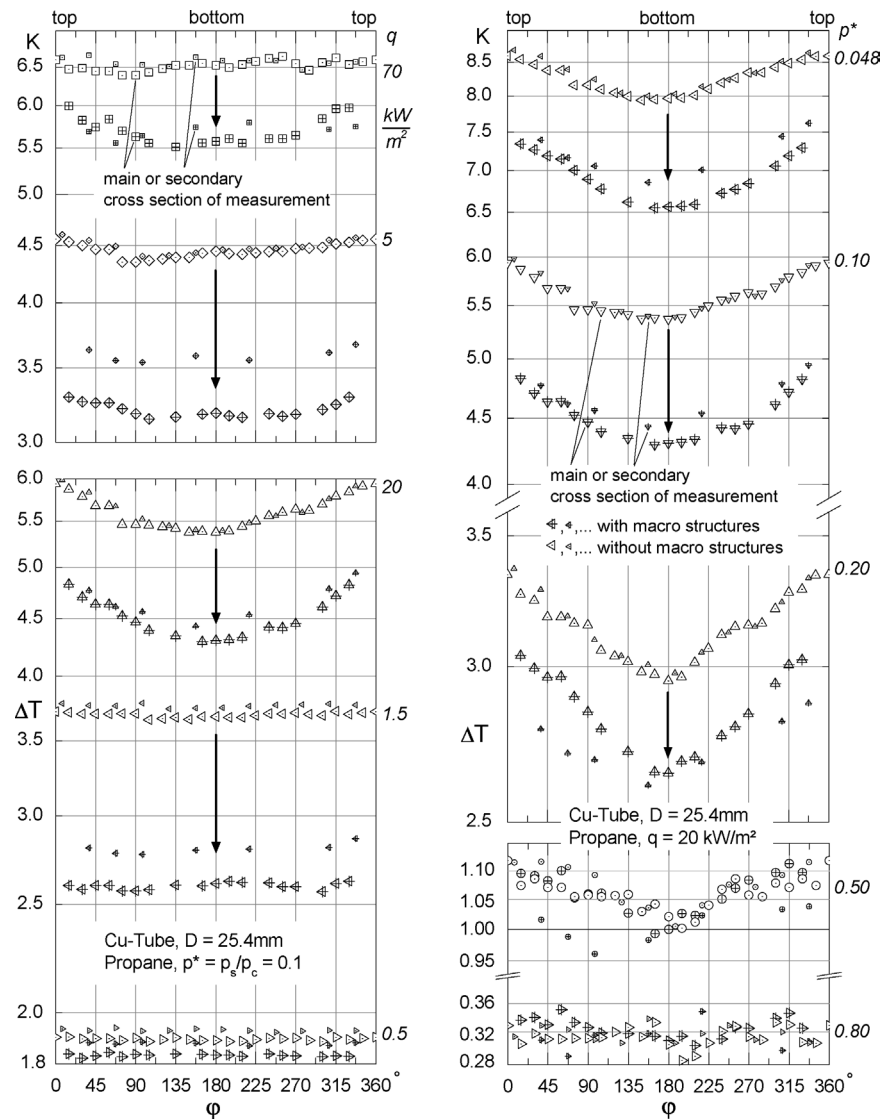 top bottom top
K q
6.5 70
6.0 kW
m²
5.5
5.0
main or secondary
cross section of measurement
4.5 5
4.0
3.5
3.0
6.0 20
5.5
5.0
4.5
4.0
ΔT 1.5
3.5
3.0
2.5
Cu-Tube, D = 25.4mm
Propane, p* = pₛ/p꜀ = 0.1
2.0
0.5
1.8
0 45 90 135 180 225 270 315 360 °
φ
top bottom top
K p*
8.5 0.048
8.0
7.5
7.0
6.5
6.0 0.10
5.5
5.0
4.5
4.0
main or secondary
cross section of measurement
, ,... with macro structures
, ,... without macro structures
3.5
0.20
3.0
ΔT
2.5
Cu-Tube, D = 25.4mm
Propane, q = 20 kW/m²
1.10
1.05 0.50
1.00
0.95
0.36
0.32 0.80
0.28
0 45 90 135 180 225 270 315 360 °
φ